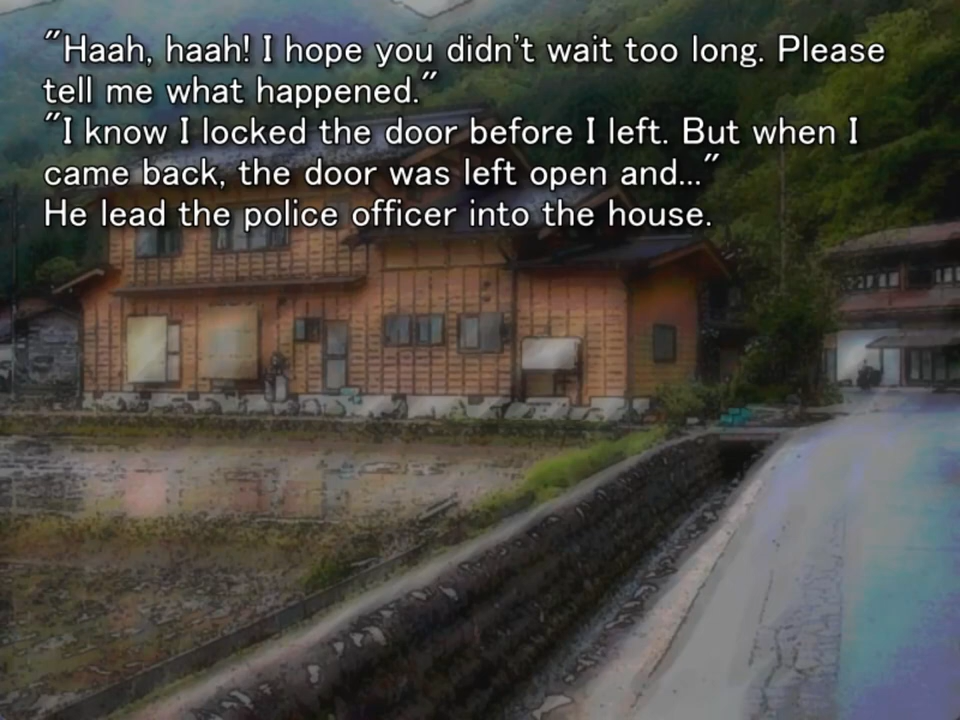 "Haah, haah! I hope you didn't wait too long. Please
tell me what happened."
"I know I locked the door before I left. But when I
came back, the door was left open and..."
He lead the police officer into the house.